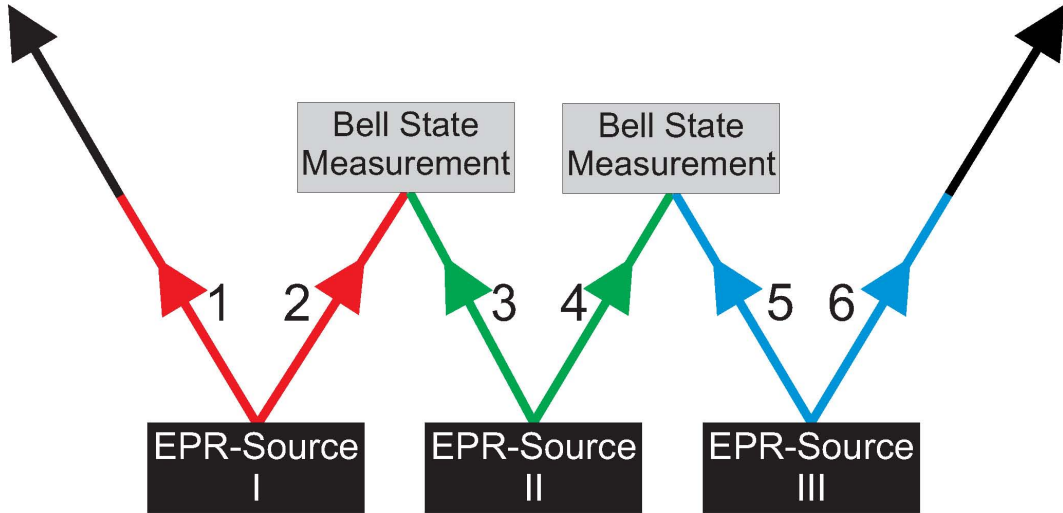 Bell State
Measurement
Bell State
Measurement
1
2
3
4
5
6
EPR-Source
I
EPR-Source
II
EPR-Source
III